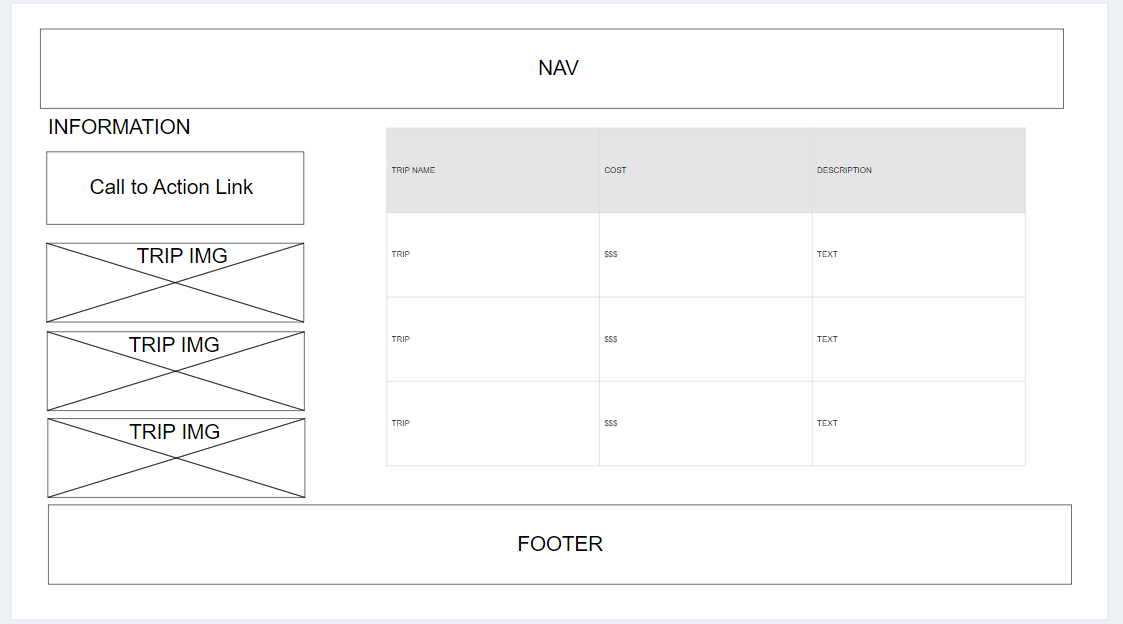 NAV
INFORMATION
Call to Action Link
TRIP IMG
TRIP IMG
TRIP IMG
TRIP NAME COST DESCRIPTION
TRIP $$$ TEXT
TRIP $$$ TEXT
TRIP $$$ TEXT
FOOTER